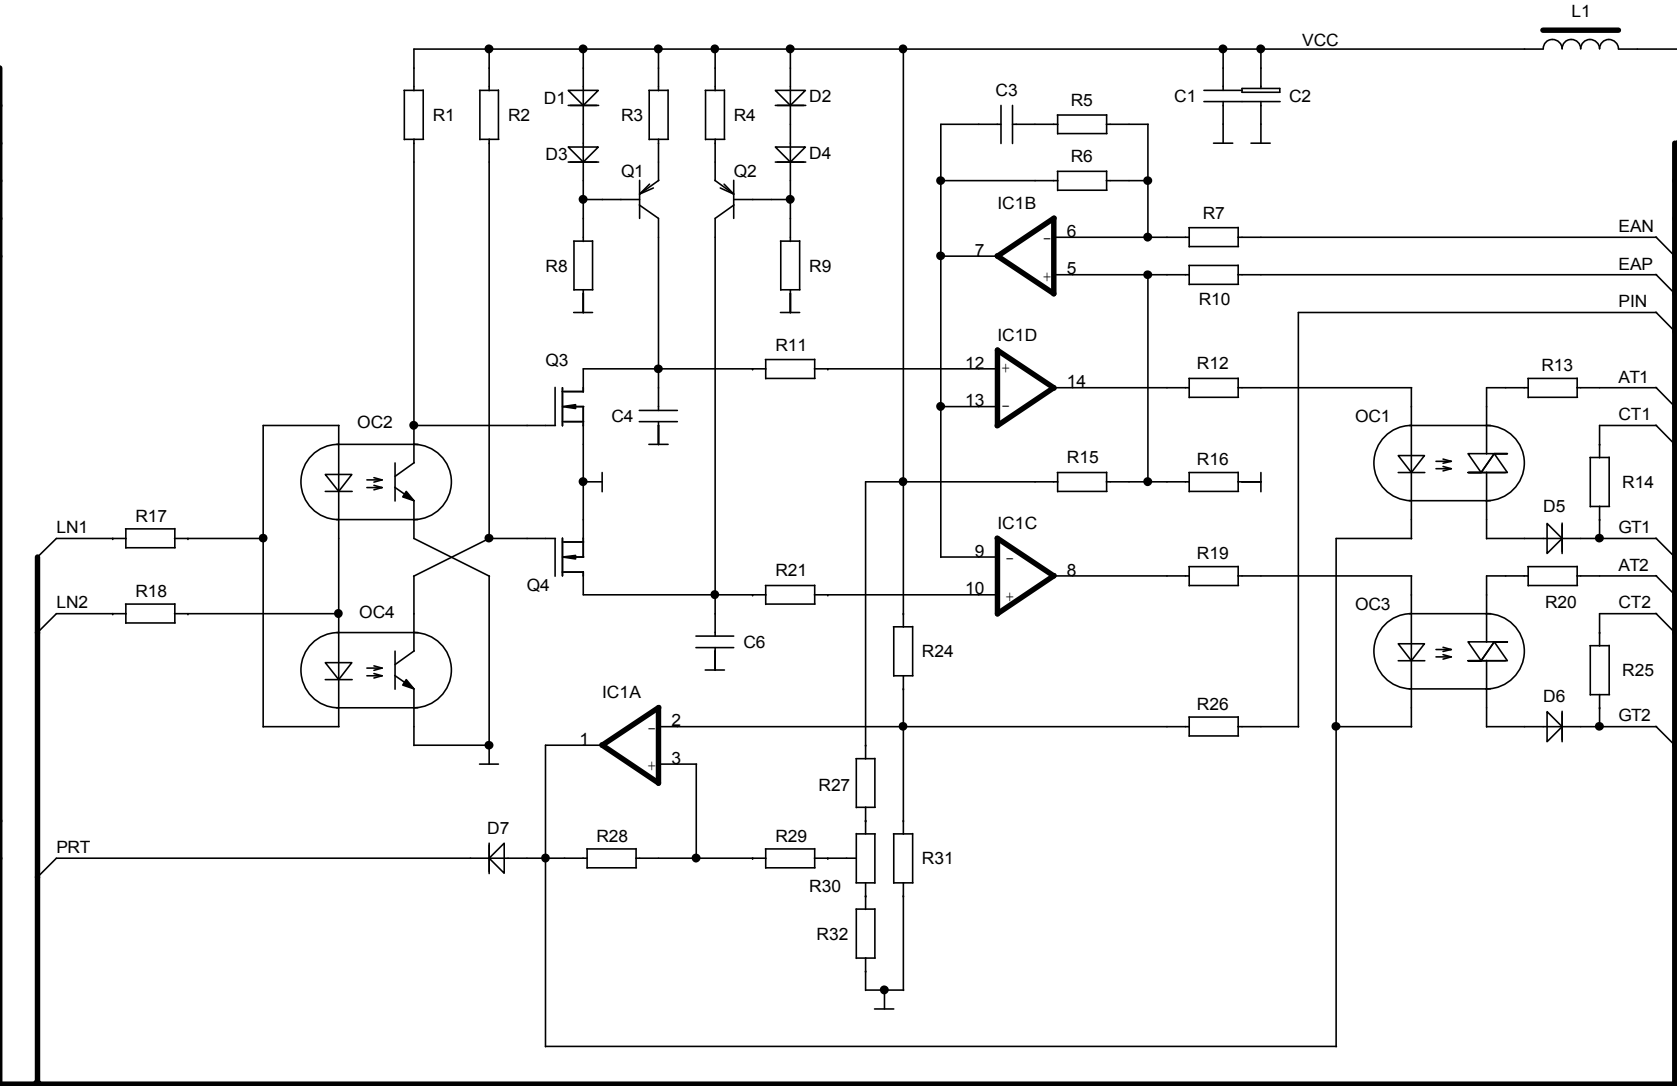 L1
VCC
C3
R5
D1
D2
C1
C2
R1
R2
R3
R4
D3
D4
R6
Q1
Q2
IC1B
R7
6
EAN
7
−
R8
R9
5
+
EAP
R10
PIN
IC1D
R11
Q3
12
+
R12
R13
14
AT1
13
−
C4
OC2
OC1
CT1
R15
R16
R14
LN1
R17
IC1C
D5
GT1
9
−
R19
AT2
R21
8
Q4
10
+
LN2
R18
OC4
OC3
R20
CT2
C6
R24
R25
IC1A
R26
D6
2
−
GT2
1
3
+
R27
D7
R28
R29
PRT
R31
R30
R32